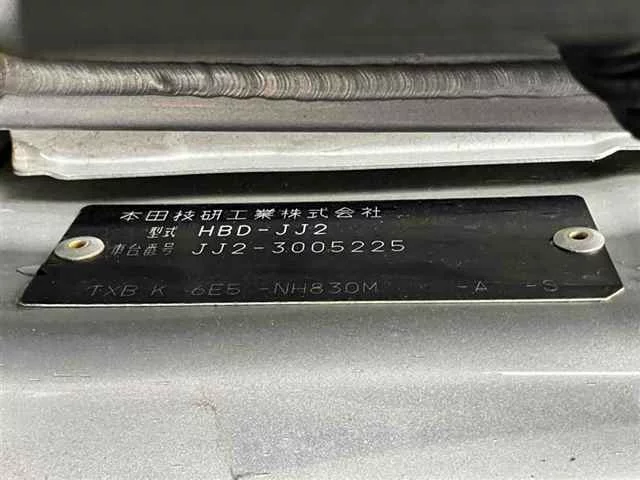 本田技研工業株式会社
型式 HBD-JJ2
車台番号 JJ2-3005225
TXB K 6E5 -NH830M -A -S